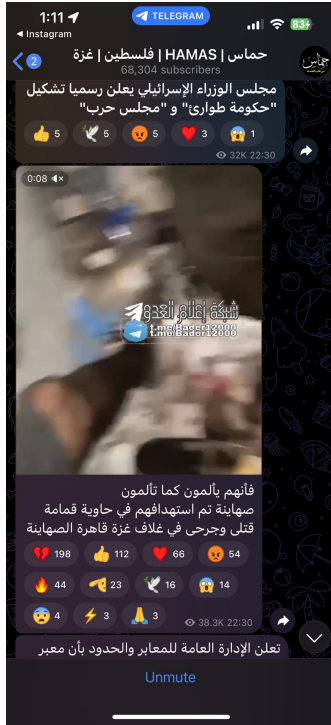 1:11
TELEGRAM
83
Instagram
2
حماس | HAMAS | فلسطين | غزة
68,304 subscribers
مجلس الوزراء الإسرائيلي يعلن رسميا تشكيل
"حكومة طوارئ" و "مجلس حرب"
5 5 5 3 1
32K 22:30
0:08
شبكة إعلام العدو
t.me/Bader12000
t.me/Bader12000
فأنهم يألمون كما تألمون
صهاينة تم استهدافهم في حاوية قمامة
قتلى وجرحى في غلاف غزة قاهرة الصهاينة
198 112 66 54
44 23 16 14
4 3 3
38.3K 22:30
تعلن الإدارة العامة للمعابر والحدود بأن معبر
Unmute